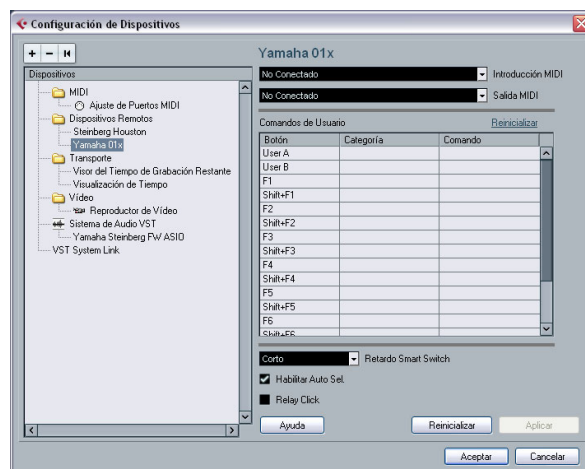 Configuración de Dispositivos
Yamaha 01x
Dispositivos
MIDI
Ajuste de Puertos MIDI
Dispositivos Remotos
Steinberg Houston
Yamaha 01x
Transporte
Visor del Tiempo de Grabación Restante
Visualización de Tiempo
Vídeo
Reproductor de Vídeo
Sistema de Audio VST
Yamaha Steinberg FW ASIO
VST System Link
No Conectado Introducción MIDI
No Conectado Salida MIDI
Comandos de Usuario Reinicializar
Botón Categoría Comando
User A
User B
F1
Shift+F1
F2
Shift+F2
F3
Shift+F3
F4
Shift+F4
F5
Shift+F5
F6
Shift+F6
Corto Retardo Smart Switch
Habilitar Auto Sel.
Relay Click
Ayuda Reinicializar Aplicar
Aceptar Cancelar